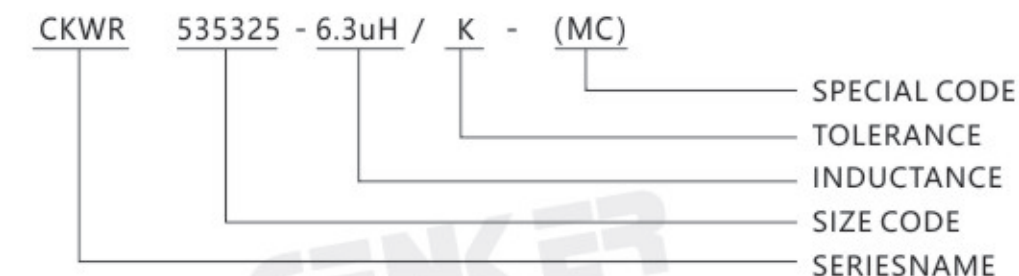 CKWR 535325 - 6.3uH / K - (MC)
SPECIAL CODE
TOLERANCE
INDUCTANCE
SIZE CODE
SERIESNAME